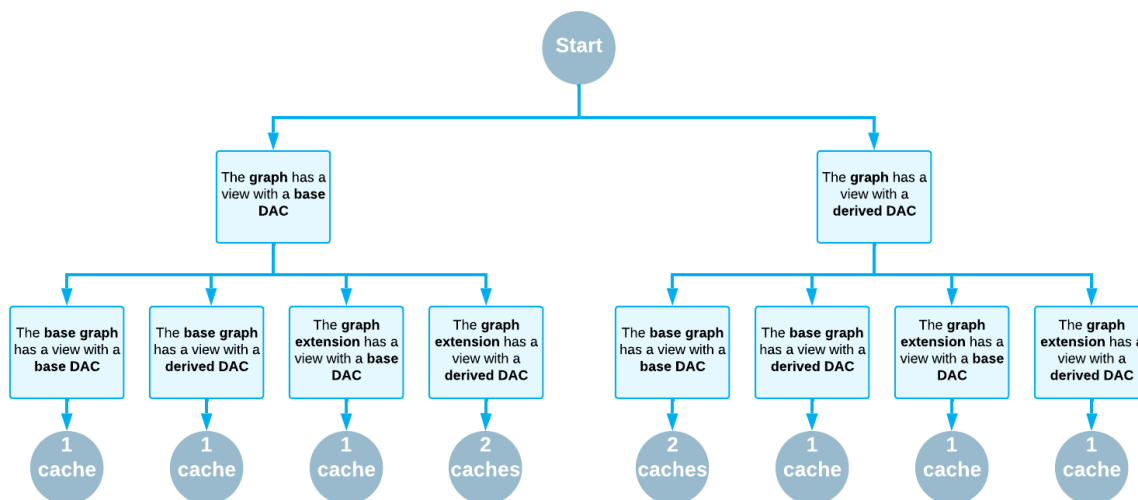 Start
The graph has a
view with a base
DAC
The graph has a
view with a
derived DAC
The base graph
has a view with a
base DAC
The base graph
has a view with a
derived DAC
The graph
extension has a
view with a base
DAC
The graph
extension has a
view with a
derived DAC
The base graph
has a view with a
base DAC
The base graph
has a view with a
derived DAC
The graph
extension has a
view with a base
DAC
The graph
extension has a
view with a
derived DAC
1
cache
1
cache
1
cache
2
caches
2
caches
1
cache
1
cache
1
cache